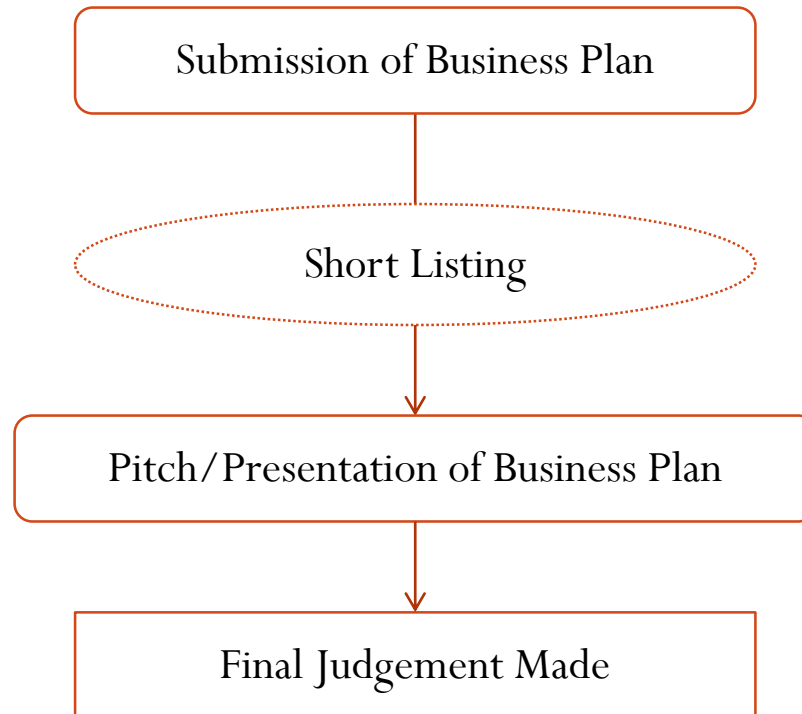 Submission of Business Plan
Short Listing
Pitch/Presentation of Business Plan
Final Judgement Made